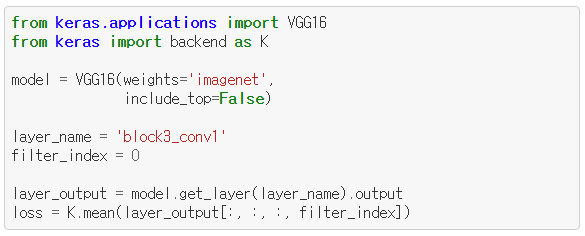 from keras.applications import VGG16
from keras import backend as K
model = VGG16(weights='imagenet',
include_top=False)
layer_name = 'block3_conv1'
filter_index = 0
layer_output = model.get_layer(layer_name).output
loss = K.mean(layer_output[:, :, :, filter_index])